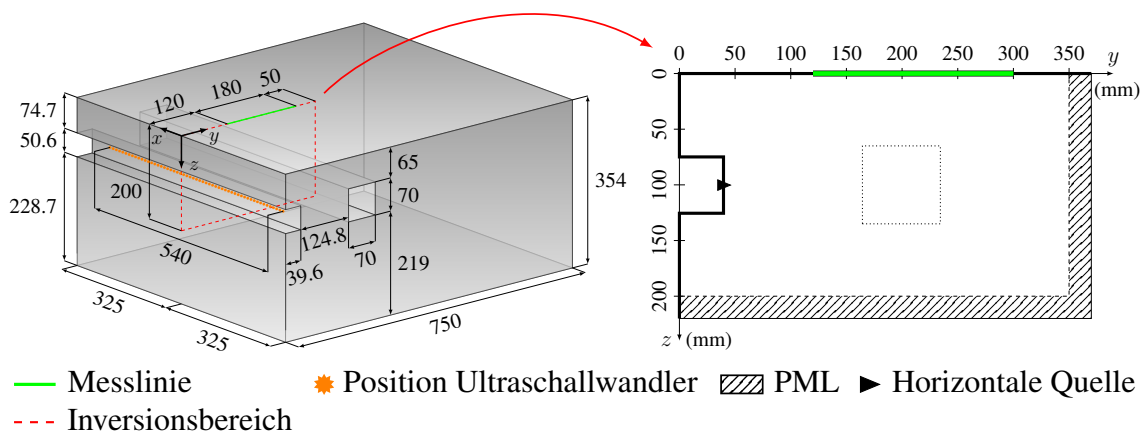 74.7
50.6
228.7
120
180
50
x
y
z
200
540
65
70
124.8
39.6
70
219
354
325
325
750
0 50 100 150 200 250 300 350 y
(mm)
0
50
100
150
200
z (mm)
Messlinie
Position Ultraschallwandler
PML
Horizontale Quelle
Inversionsbereich